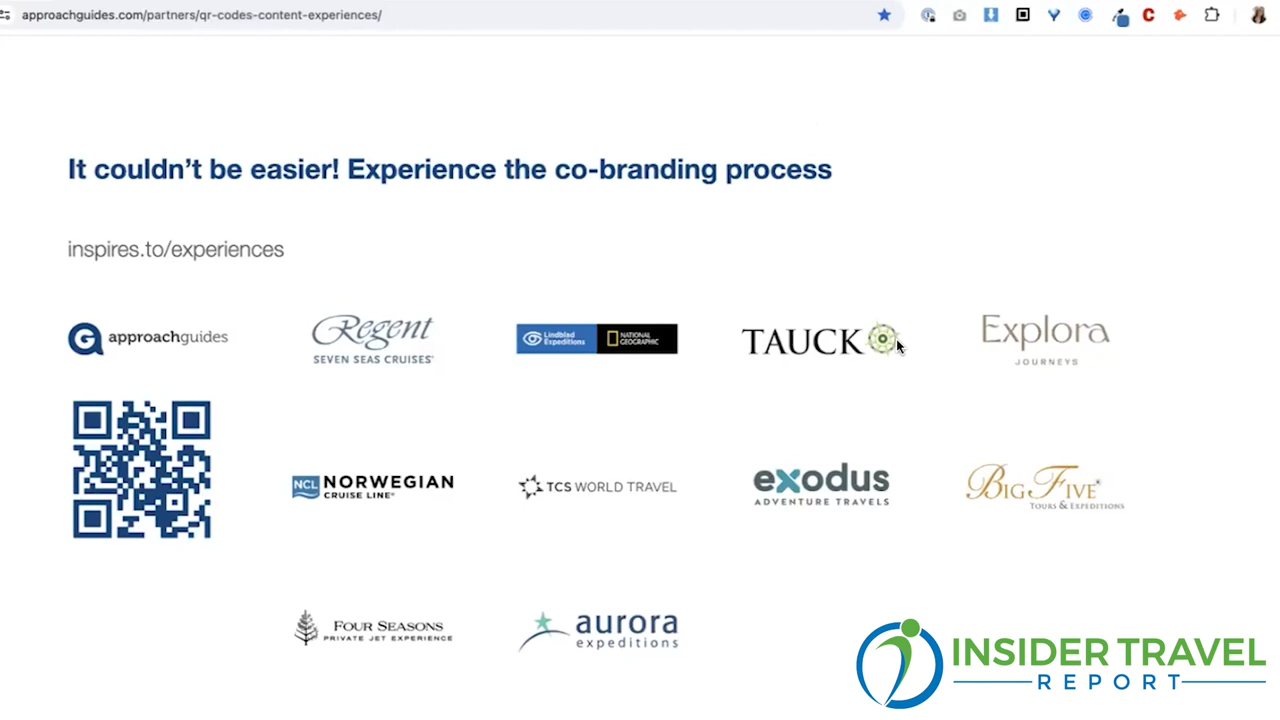 approachguides.com/partners/qr-codes-content-experiences/
It couldn't be easier! Experience the co-branding process
inspires.to/experiences
approachguides
Regent
SEVEN SEAS CRUISES®
Lindblad
Expeditions
NATIONAL
GEOGRAPHIC
TAUCK
Explora
JOURNEYS
NCL NORWEGIAN
CRUISE LINE®
TCS WORLD TRAVEL
exodus
ADVENTURE TRAVELS
BIG FIVE®
TOURS & EXPEDITIONS
FOUR SEASONS
PRIVATE JET EXPERIENCE
aurora
expeditions
INSIDER TRAVEL
REPORT